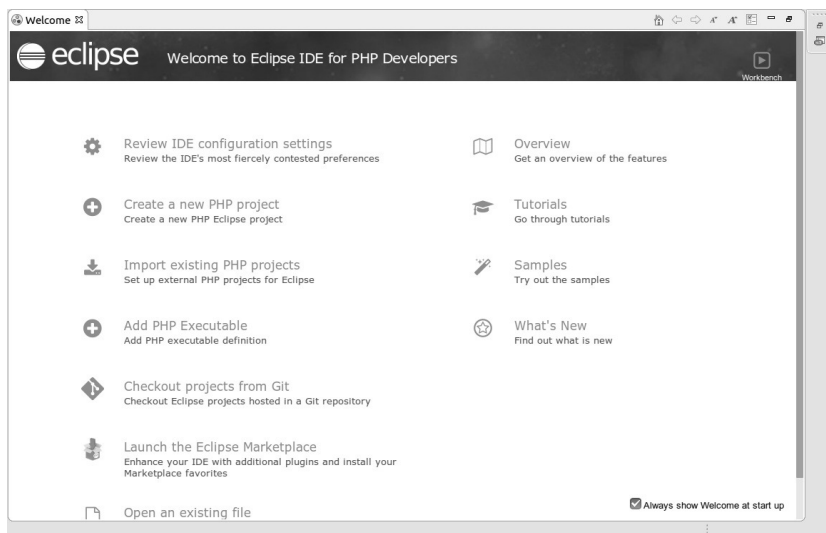 Welcome
eclipse
Welcome to Eclipse IDE for PHP Developers
Workbench
Review IDE configuration settings
Review the IDE's most fiercely contested preferences
Create a new PHP project
Create a new PHP Eclipse project
Import existing PHP projects
Set up external PHP projects for Eclipse
Add PHP Executable
Add PHP executable definition
Checkout projects from Git
Checkout Eclipse projects hosted in a Git repository
Launch the Eclipse Marketplace
Enhance your IDE with additional plugins and install your
Marketplace favorites
Open an existing file
Overview
Get an overview of the features
Tutorials
Go through tutorials
Samples
Try out the samples
What's New
Find out what is new
Always show Welcome at start up